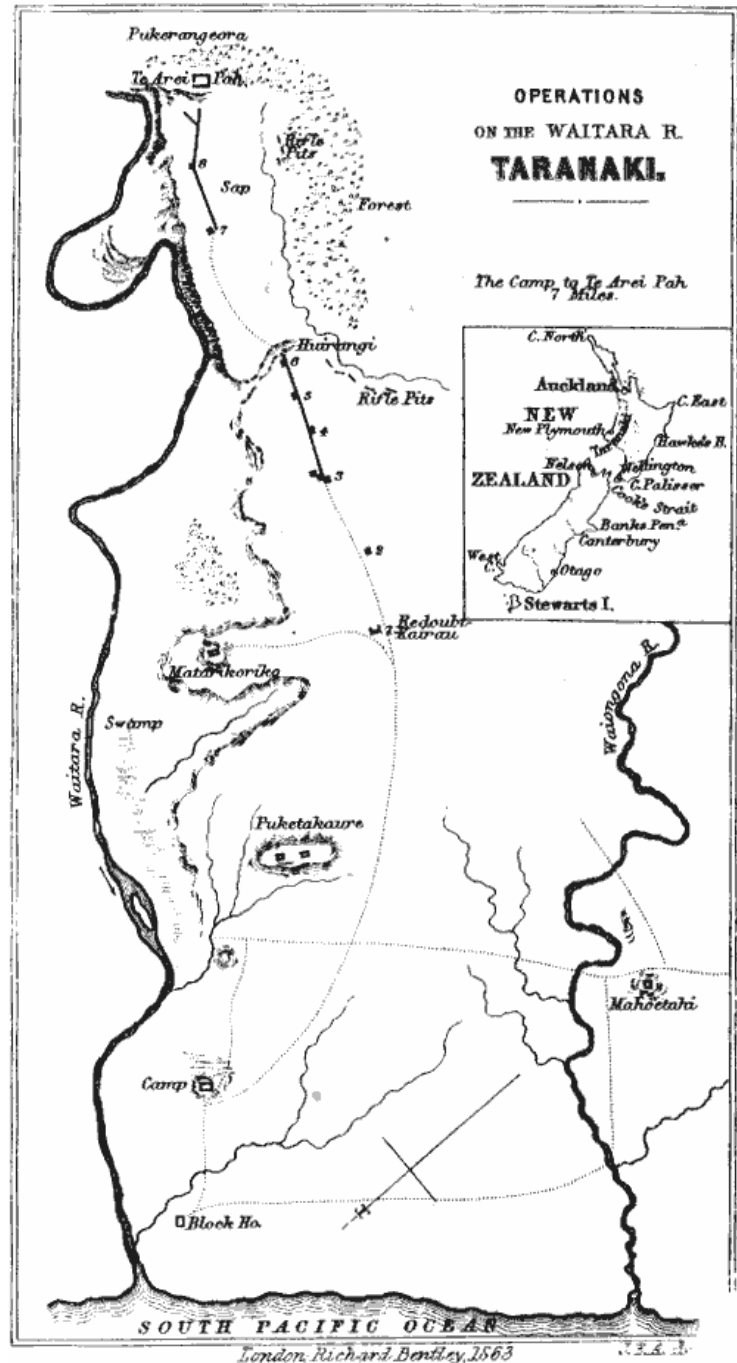 OPERATIONS
ON THE WAITARA R.
TARANAKI.
The Camp to Te Arei Pah
7 Miles.
Pukerangeora
Te Arei Pah.
Rifle
Pits
8
Sap
Forest
7
Huirangi
6
5
Rifle Pits
4
3
2
Redoubt
1
Kairau
Matarikoriko
Swamp
Waitara R.
Puketakaure
Waiongona R.
Mahoetahi
Camp
Block Ho.
C. North
Auckland
C. East
NEW
New Plymouth
Taranaki
Hawke's B.
Nelson
Wellington
ZEALAND
C. Palliser
Cook's Strait
Banks Pen.a
Canterbury
West
C.
Otago
Stewarts I.
SOUTH PACIFIC OCEAN
London Richard Bentley, 1863